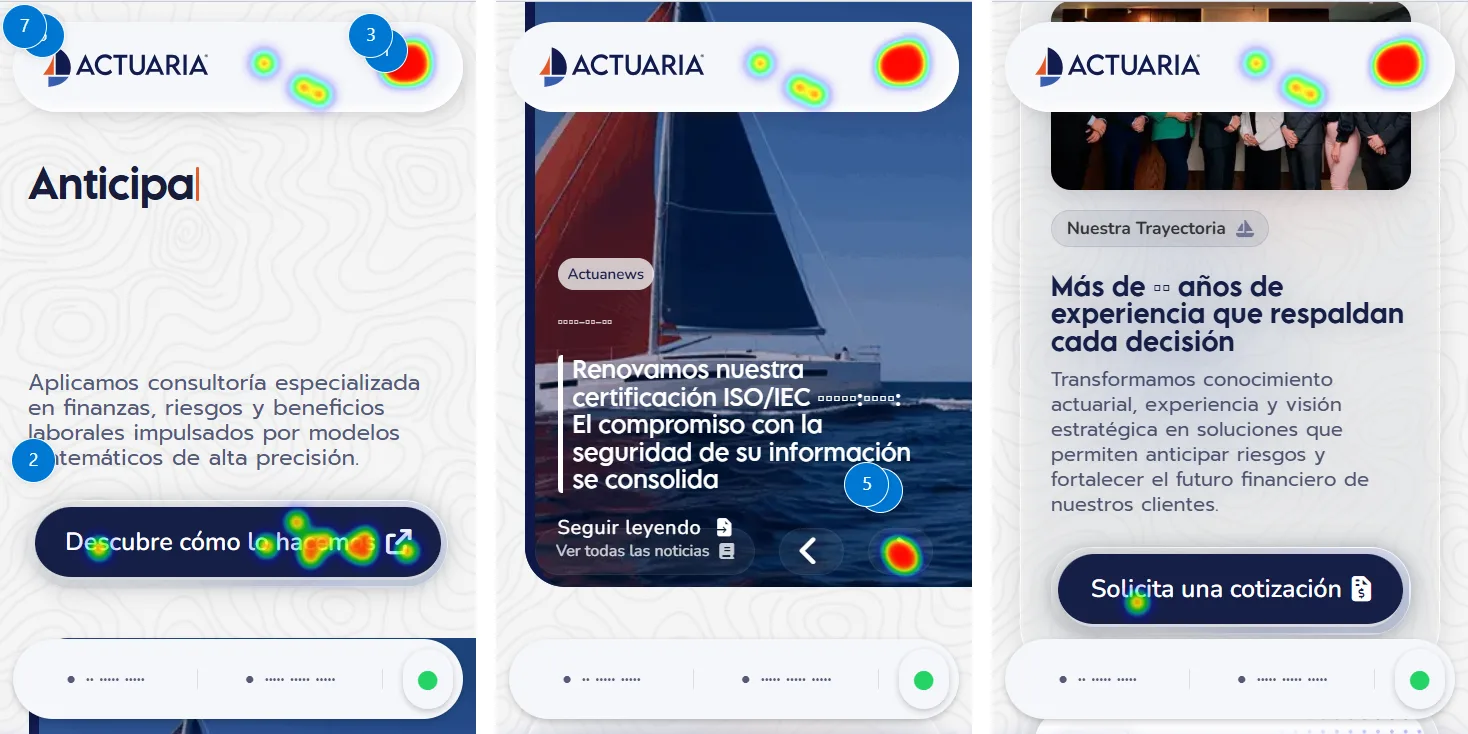 7
3
ACTUARIA
Anticipa
Aplicamos consultoría especializada
en finanzas, riesgos y beneficios
laborales impulsados por modelos
matemáticos de alta precisión.
2
Descubre cómo lo hacemos
ACTUARIA
Actuanews
Renovamos nuestra
certificación ISO/IEC
El compromiso con la
seguridad de su información
se consolida
5
Seguir leyendo
Ver todas las noticias
ACTUARIA
Nuestra Trayectoria
Más de años de
experiencia que respaldan
cada decisión
Transformamos conocimiento
actuarial, experiencia y visión
estratégica en soluciones que
permiten anticipar riesgos y
fortalecer el futuro financiero de
nuestros clientes.
Solicita una cotización